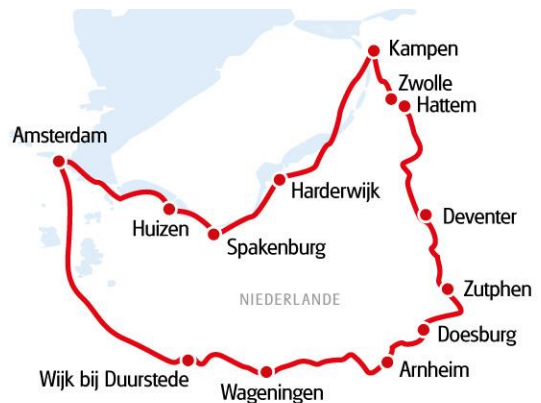 Kampen
Zwolle
Hattem
Amsterdam
Harderwijk
Huizen
Spakenburg
Deventer
NIEDERLANDE
Zutphen
Doesburg
Arnheim
Wijk bij Duurstede
Wageningen